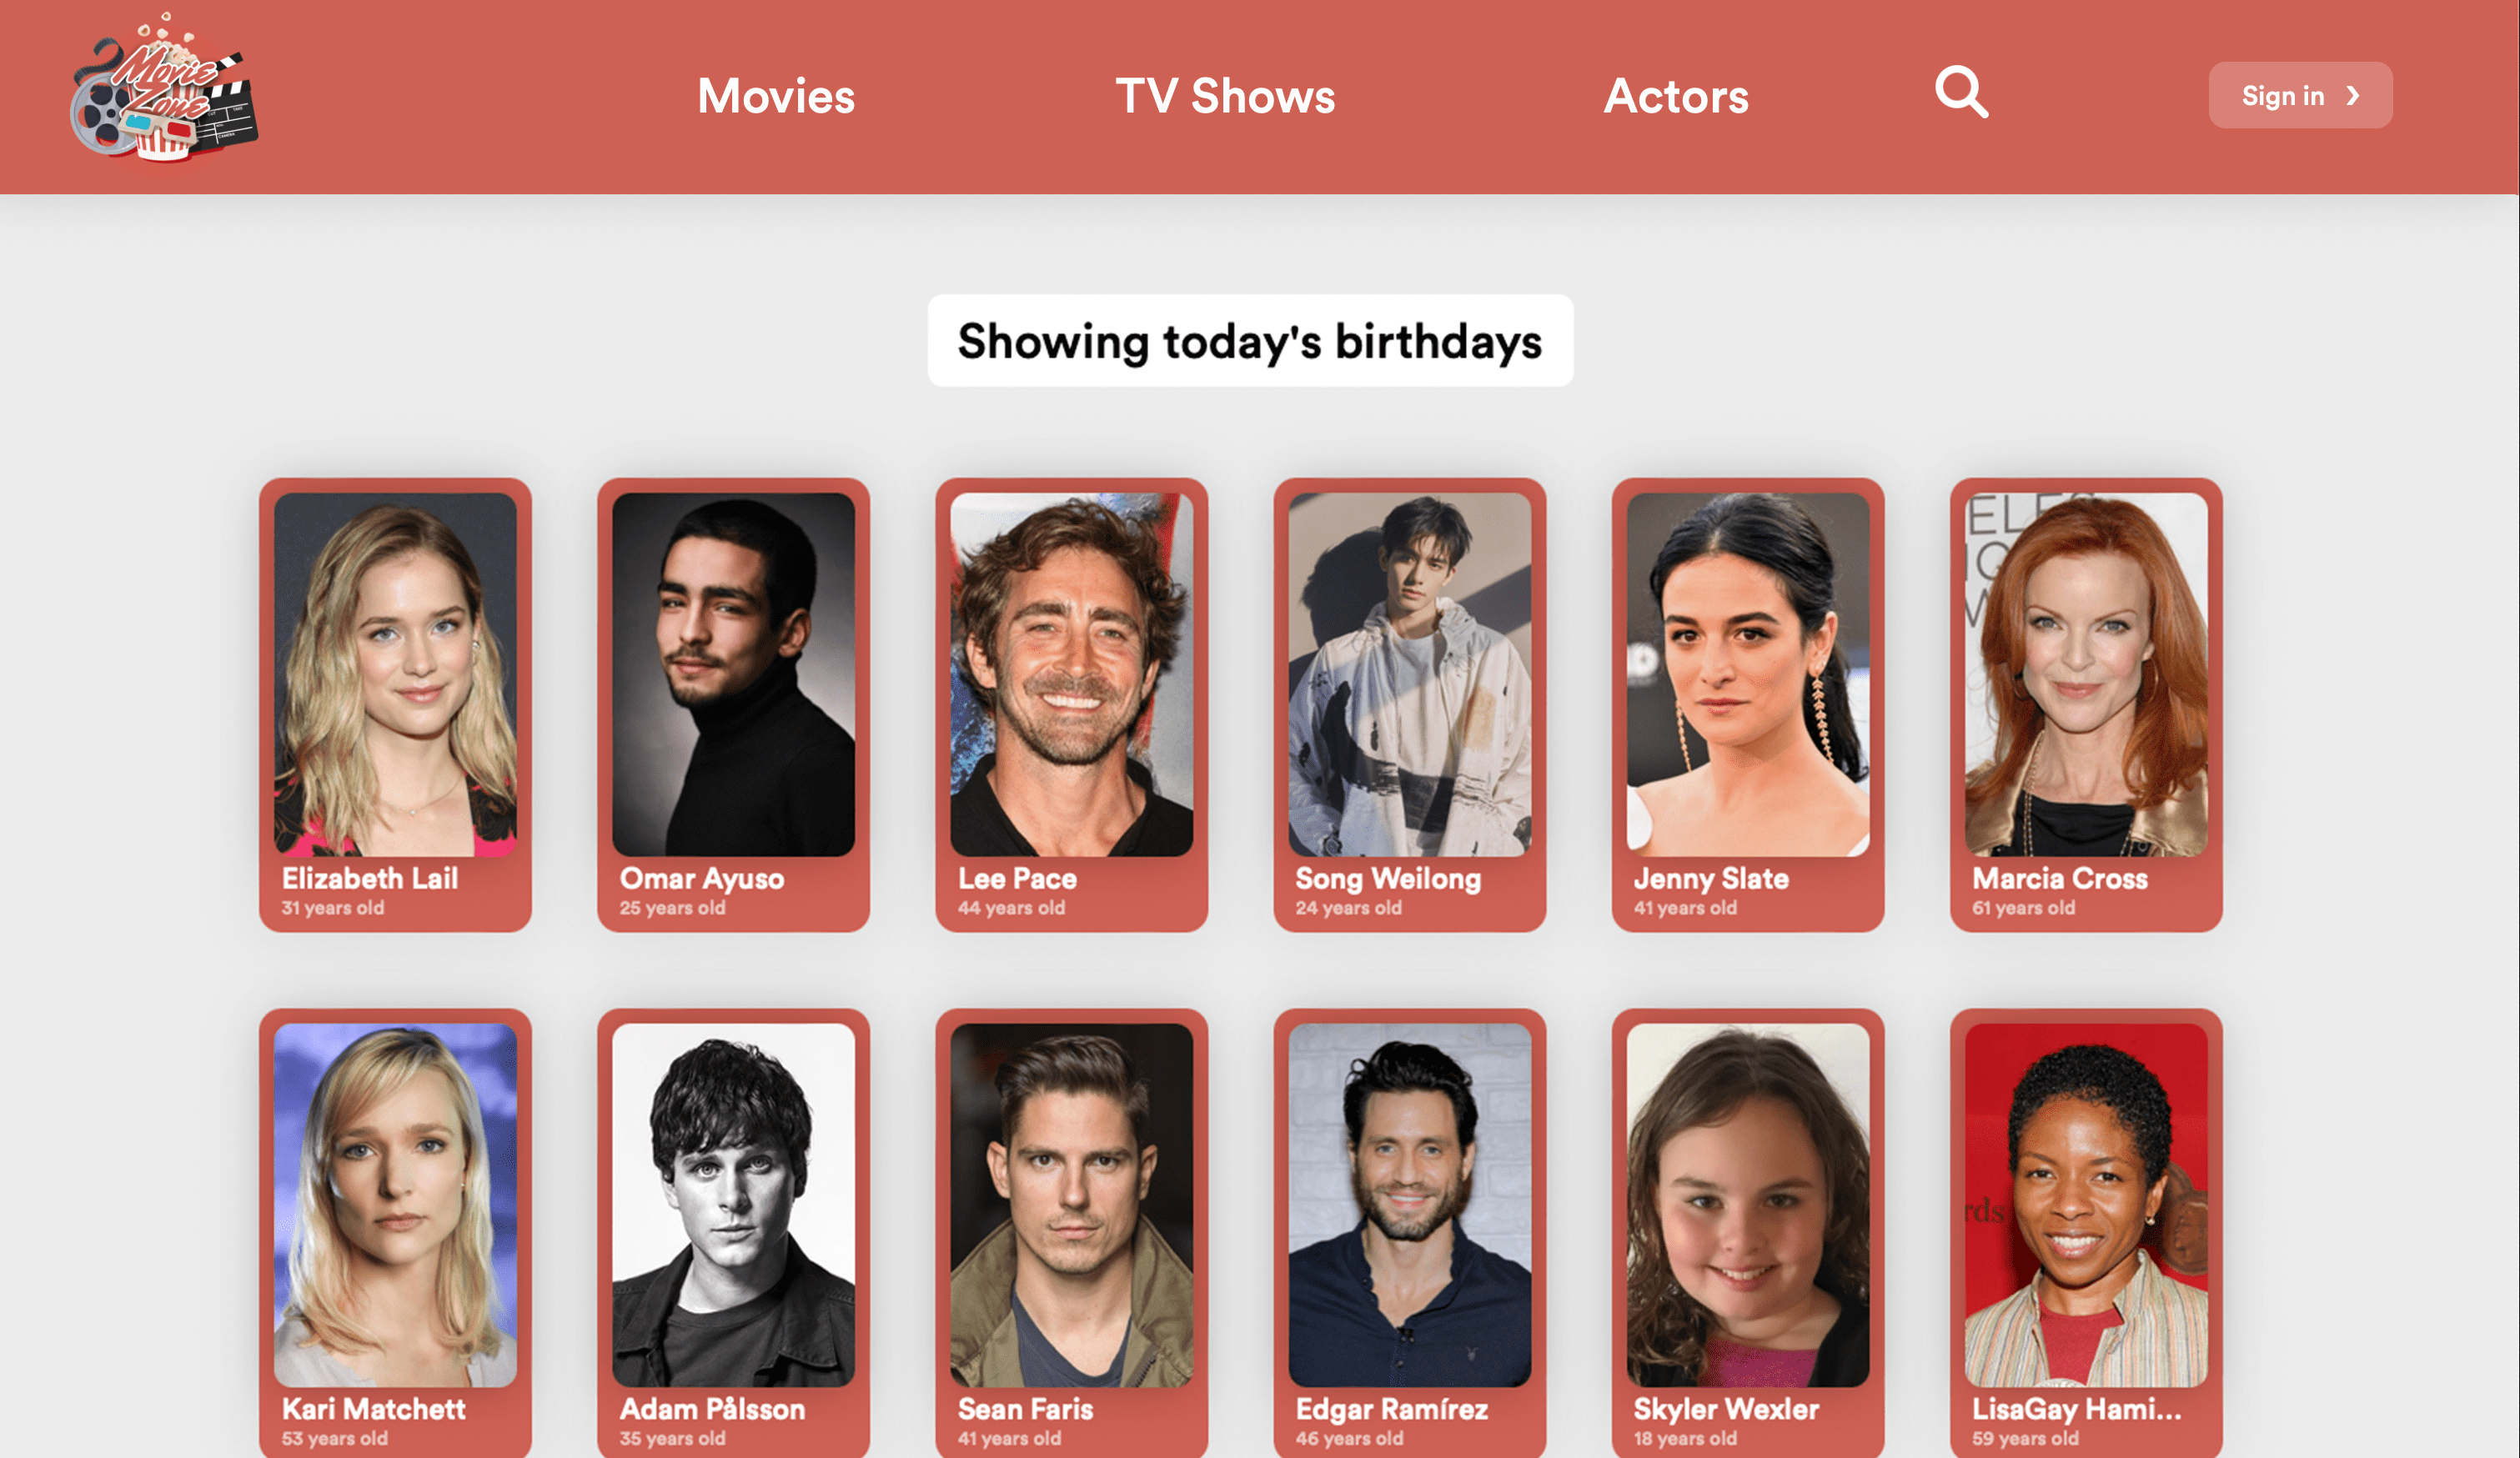 Movie
Zone
Movies
TV Shows
Actors
Sign in
Showing today's birthdays
Elizabeth Lail
31 years old
Omar Ayuso
25 years old
Lee Pace
44 years old
Song Weilong
24 years old
Jenny Slate
41 years old
Marcia Cross
61 years old
Kari Matchett
53 years old
Adam Pålsson
35 years old
Sean Faris
41 years old
Edgar Ramírez
46 years old
rds
Skyler Wexler
18 years old
LisaGay Hami...
59 years old